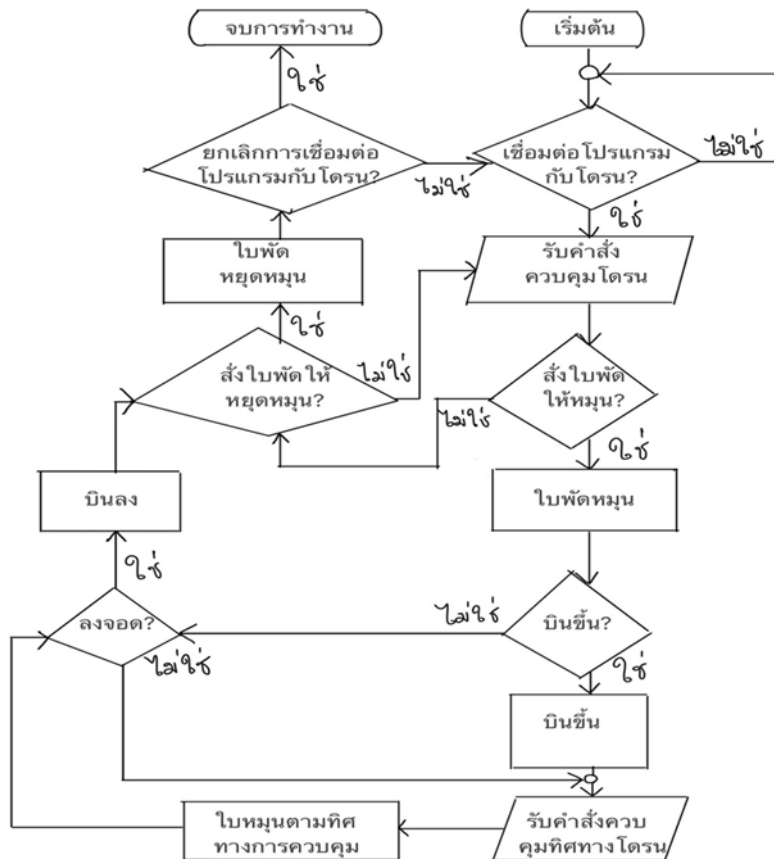 จบการทำงาน
เริ่มต้น
ใช่
ยกเลิกการเชื่อมต่อ
โปรแกรมกับโดรน?
ไม่ใช่
เชื่อมต่อโปรแกรม
กับโดรน?
ไม่ใช่
ใช่
ใบพัด
หยุดหมุน
รับคำสั่ง
ควบคุมโดรน
ใช่
สั่งใบพัดให้
หยุดหมุน?
ไม่ใช่
สั่งใบพัด
ให้หมุน?
ไม่ใช่
ใช่
บินลง
ใบพัดหมุน
ใช่
ลงจอด?
ไม่ใช่
ไม่ใช่
บินขึ้น?
ใช่
บินขึ้น
ใบหมุนตามทิศ
ทางการควบคุม
รับคำสั่งควบ
คุมทิศทางโดรน